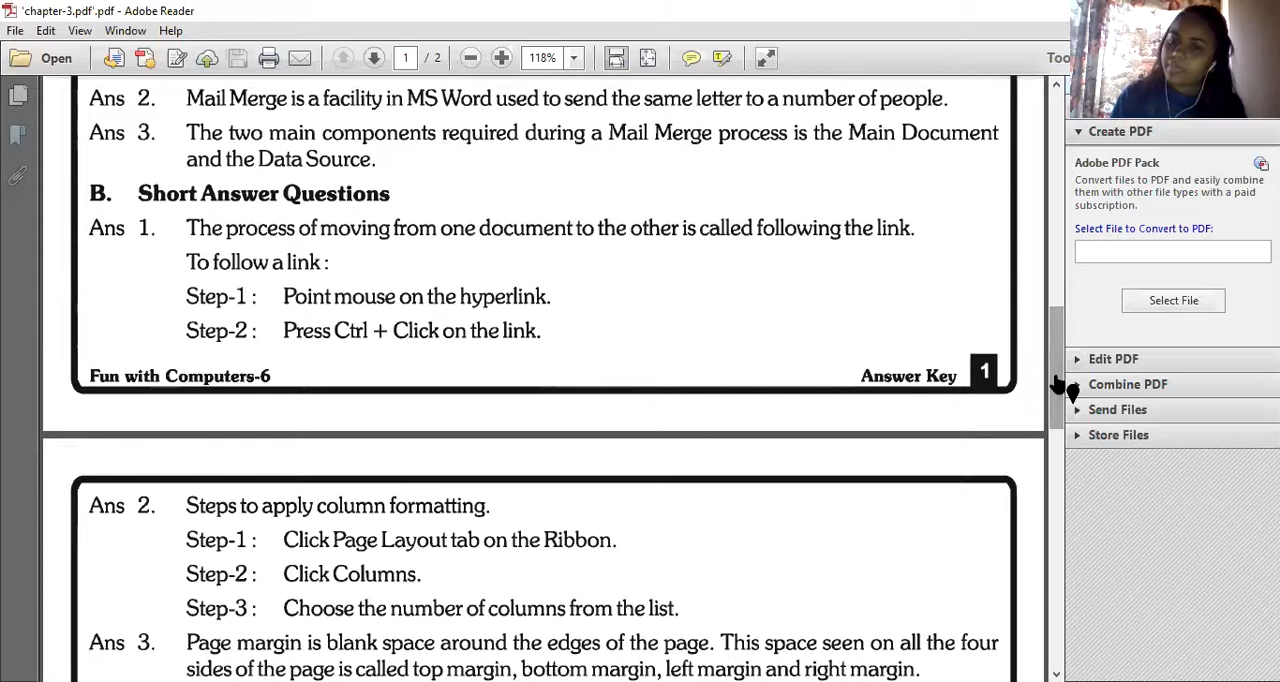 'chapter-3.pdf'.pdf - Adobe Reader
File Edit View Window Help
Open 1 / 2 118%
Ans 2. Mail Merge is a facility in MS Word used to send the same letter to a number of people.
Ans 3. The two main components required during a Mail Merge process is the Main Document
and the Data Source.
B. Short Answer Questions
Ans 1. The process of moving from one document to the other is called following the link.
To follow a link :
Step-1 : Point mouse on the hyperlink.
Step-2 : Press Ctrl + Click on the link.
Fun with Computers-6 Answer Key 1
Ans 2. Steps to apply column formatting.
Step-1 : Click Page Layout tab on the Ribbon.
Step-2 : Click Columns.
Step-3 : Choose the number of columns from the list.
Ans 3. Page margin is blank space around the edges of the page. This space seen on all the four
sides of the page is called top margin, bottom margin, left margin and right margin.
Create PDF
Adobe PDF Pack
Convert files to PDF and easily combine
them with other file types with a paid
subscription.
Select File to Convert to PDF:
Select File
Edit PDF
Combine PDF
Send Files
Store Files